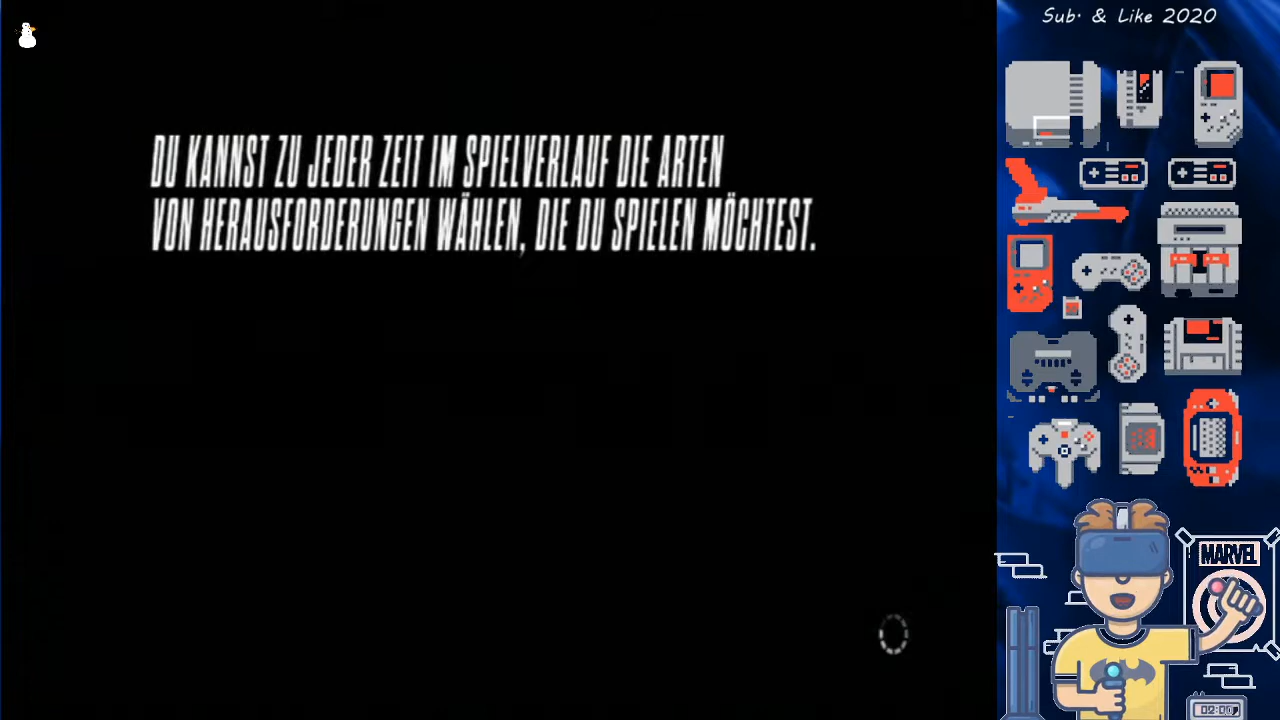 Sub. & Like 2020
DU KANNST ZU JEDER ZEIT IM SPIELVERLAUF DIE ARTEN
VON HERAUSFORDERUNGEN WÄHLEN, DIE DU SPIELEN MÖCHTEST.
MARVEL
02:00